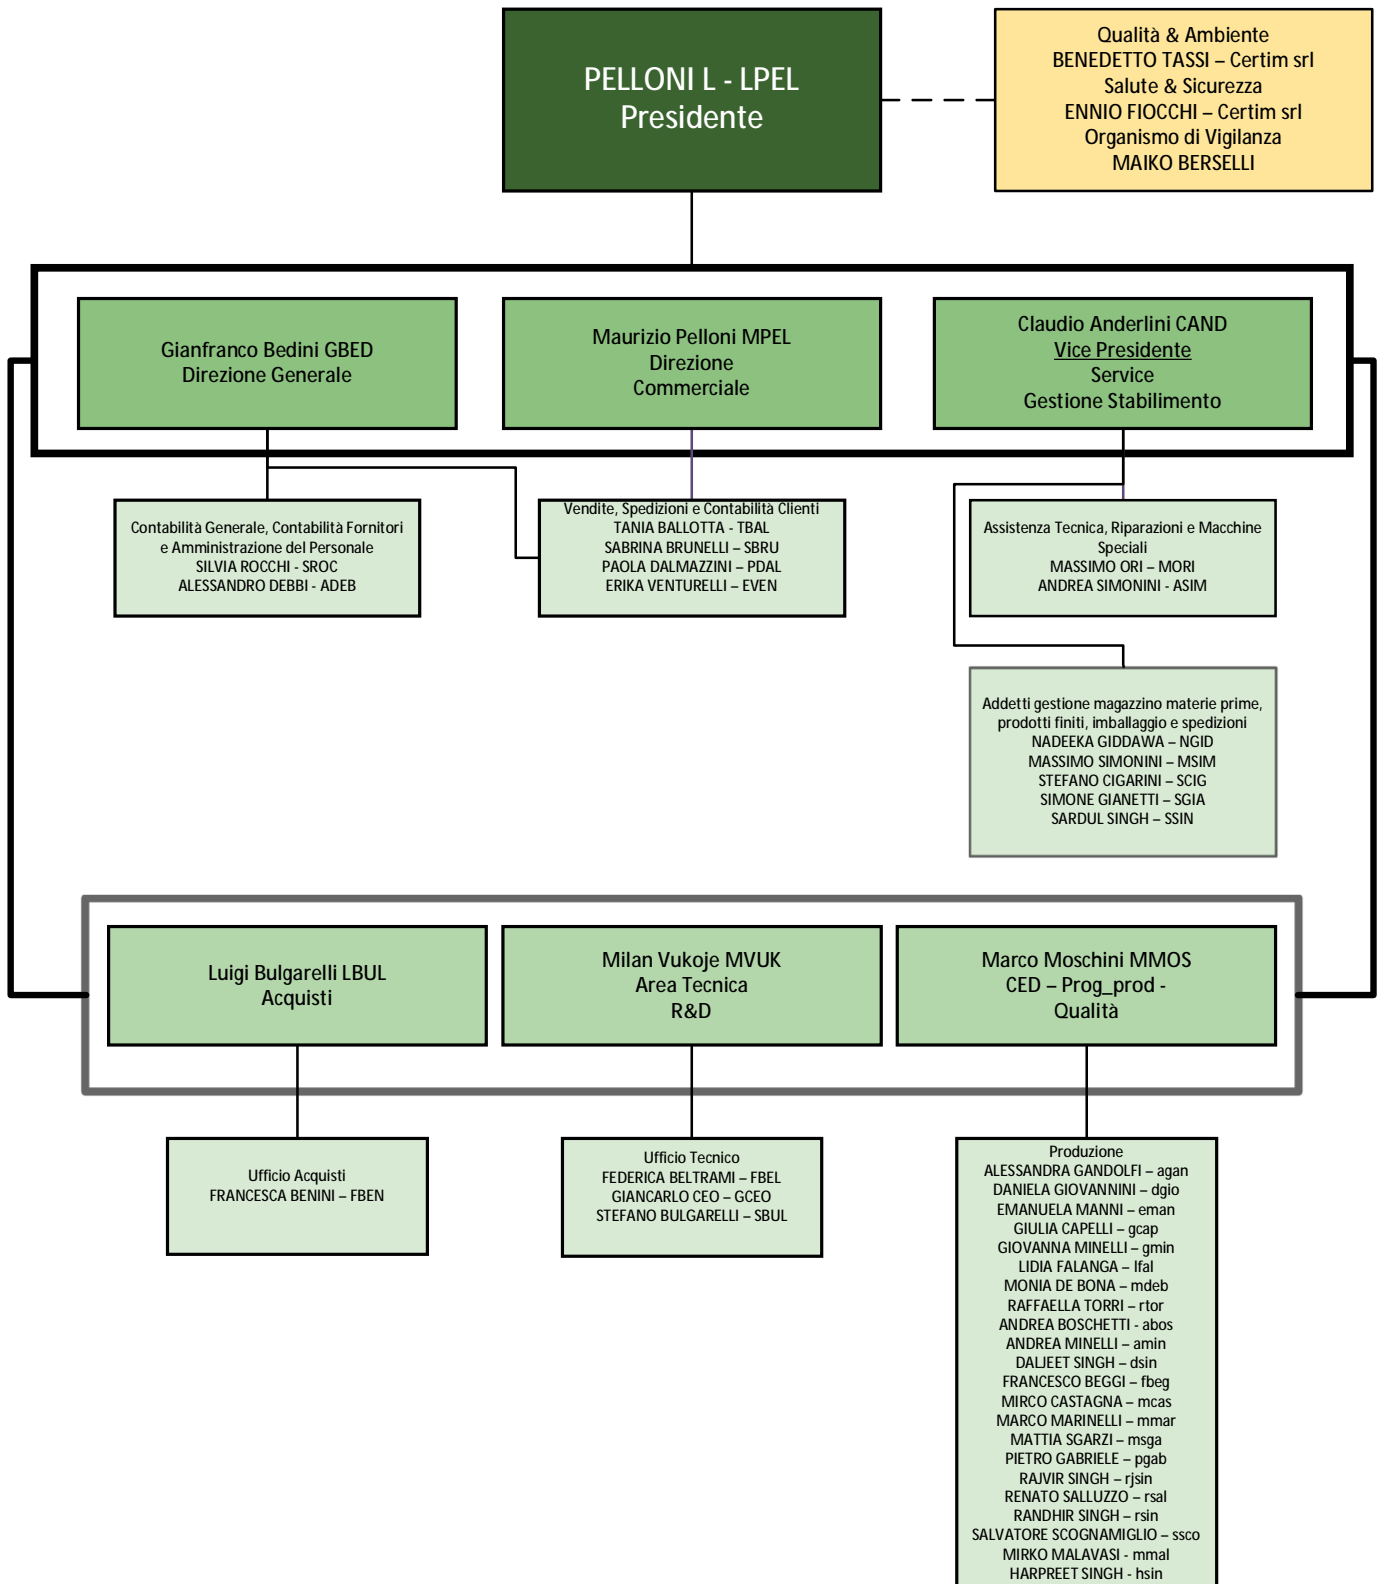 PELLONI L - LPEL
Presidente
Qualità & Ambiente
BENEDETTO TASSI – Certim srl
Salute & Sicurezza
ENNIO FIOCCHI – Certim srl
Organismo di Vigilanza
MAIKO BERSELLI
Gianfranco Bedini GBED
Direzione Generale
Maurizio Pelloni MPEL
Direzione
Commerciale
Claudio Anderlini CAND
Vice Presidente
Service
Gestione Stabilimento
Contabilità Generale, Contabilità Fornitori
e Amministrazione del Personale
SILVIA ROCCHI - SROC
ALESSANDRO DEBBI - ADEB
Vendite, Spedizioni e Contabilità Clienti
TANIA BALLOTTA - TBAL
SABRINA BRUNELLI – SBRU
PAOLA DALMAZZINI – PDAL
ERIKA VENTURELLI – EVEN
Assistenza Tecnica, Riparazioni e Macchine
Speciali
MASSIMO ORI – MORI
ANDREA SIMONINI - ASIM
Addetti gestione magazzino materie prime,
prodotti finiti, imballaggio e spedizioni
NADEEKA GIDDAWA – NGID
MASSIMO SIMONINI – MSIM
STEFANO CIGARINI – SCIG
SIMONE GIANETTI – SGIA
SARDUL SINGH – SSIN
Luigi Bulgarelli LBUL
Acquisti
Milan Vukoje MVUK
Area Tecnica
R&D
Marco Moschini MMOS
CED – Prog_prod -
Qualità
Ufficio Acquisti
FRANCESCA BENINI – FBEN
Ufficio Tecnico
FEDERICA BELTRAMI – FBEL
GIANCARLO CEO – GCEO
STEFANO BULGARELLI – SBUL
Produzione
ALESSANDRA GANDOLFI – agan
DANIELA GIOVANNINI – dgio
EMANUELA MANNI – eman
GIULIA CAPELLI – gcap
GIOVANNA MINELLI – gmin
LIDIA FALANGA – lfal
MONIA DE BONA – mdeb
RAFFAELLA TORRI – rtor
ANDREA BOSCHETTI - abos
ANDREA MINELLI – amin
DALJEET SINGH – dsin
FRANCESCO BEGGI – fbeg
MIRCO CASTAGNA – mcas
MARCO MARINELLI – mmar
MATTIA SGARZI – msga
PIETRO GABRIELE – pgab
RAJVIR SINGH – rjsin
RENATO SALLUZZO – rsal
RANDHIR SINGH – rsin
SALVATORE SCOGNAMIGLIO – ssco
MIRKO MALAVASI - mmal
HARPREET SINGH - hsin